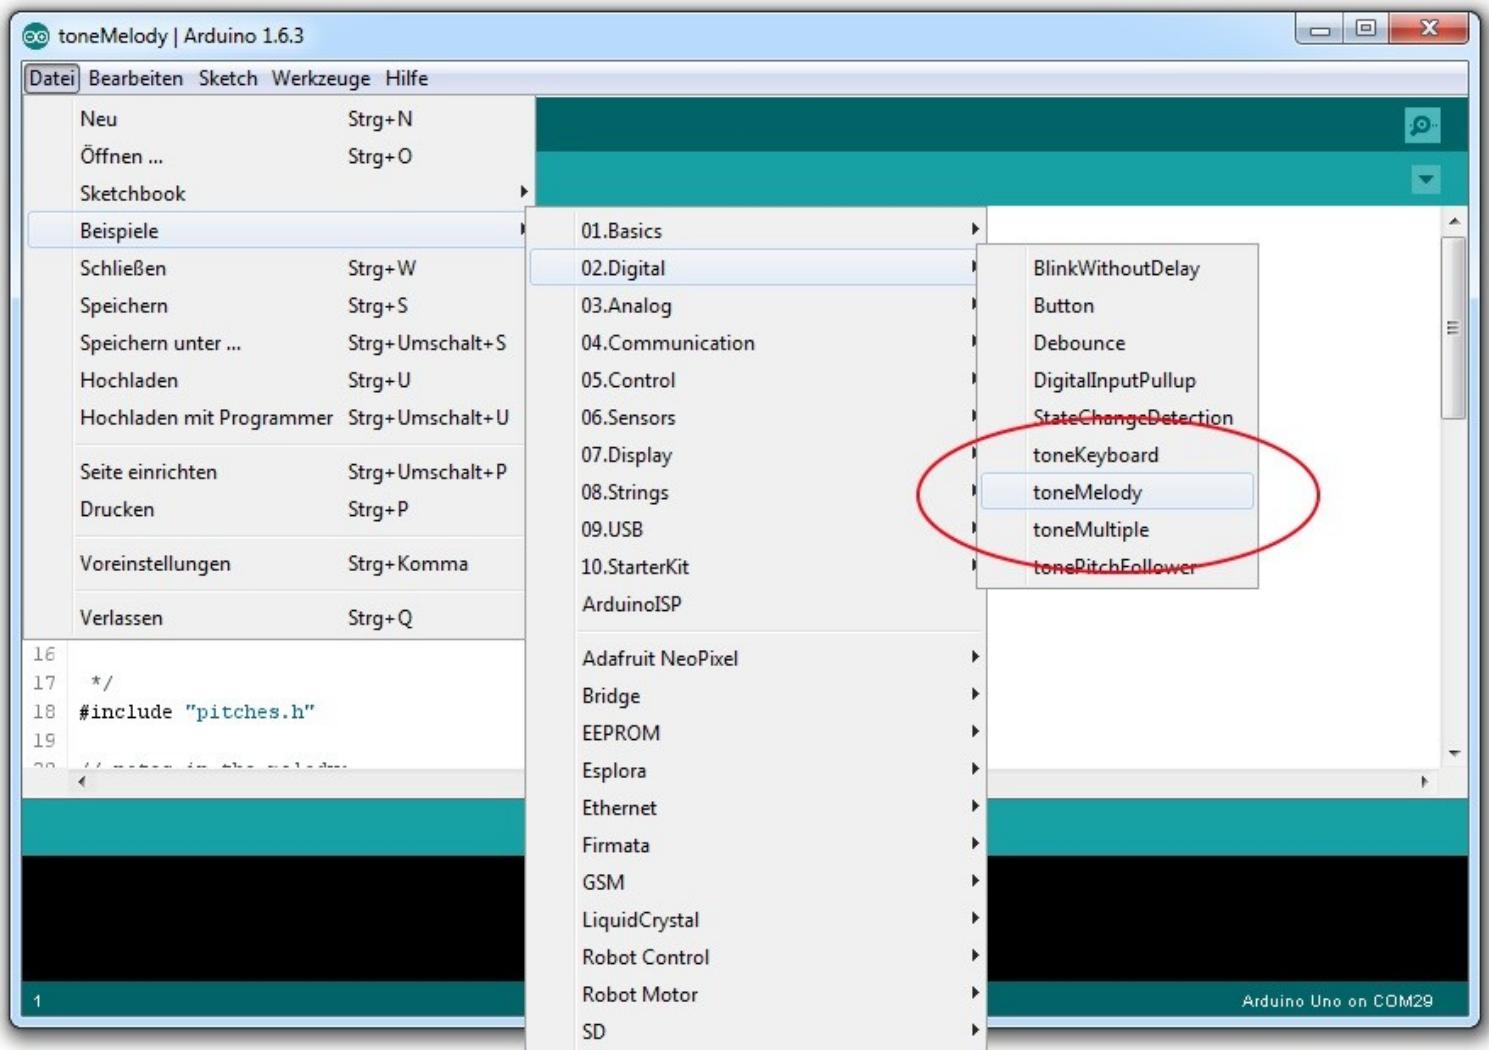 toneMelody | Arduino 1.6.3
Datei Bearbeiten Sketch Werkzeuge Hilfe
Neu Strg+N
Öffnen ... Strg+O
Sketchbook
Beispiele
Schließen Strg+W
Speichern Strg+S
Speichern unter ... Strg+Umschalt+S
Hochladen Strg+U
Hochladen mit Programmer Strg+Umschalt+U
Seite einrichten Strg+Umschalt+P
Drucken Strg+P
Voreinstellungen Strg+Komma
Verlassen Strg+Q
01.Basics
02.Digital
03.Analog
04.Communication
05.Control
06.Sensors
07.Display
08.Strings
09.USB
10.StarterKit
ArduinoISP
Adafruit NeoPixel
Bridge
EEPROM
Esplora
Ethernet
Firmata
GSM
LiquidCrystal
Robot Control
Robot Motor
SD
BlinkWithoutDelay
Button
Debounce
DigitalInputPullup
StateChangeDetection
toneKeyboard
toneMelody
toneMultiple
tonePitchFollower
16
17 */
18 #include "pitches.h"
19
20 // notes in the melody:
1
Arduino Uno on COM29